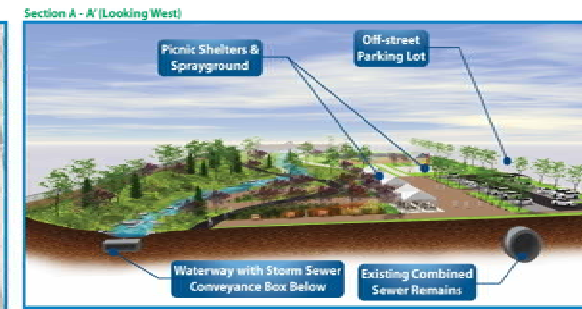 Section A - A' (Looking West)
Picnic Shelters &
Sprayground
Off-street
Parking Lot
Waterway with Storm Sewer
Conveyance Box Below
Existing Combined
Sewer Remains